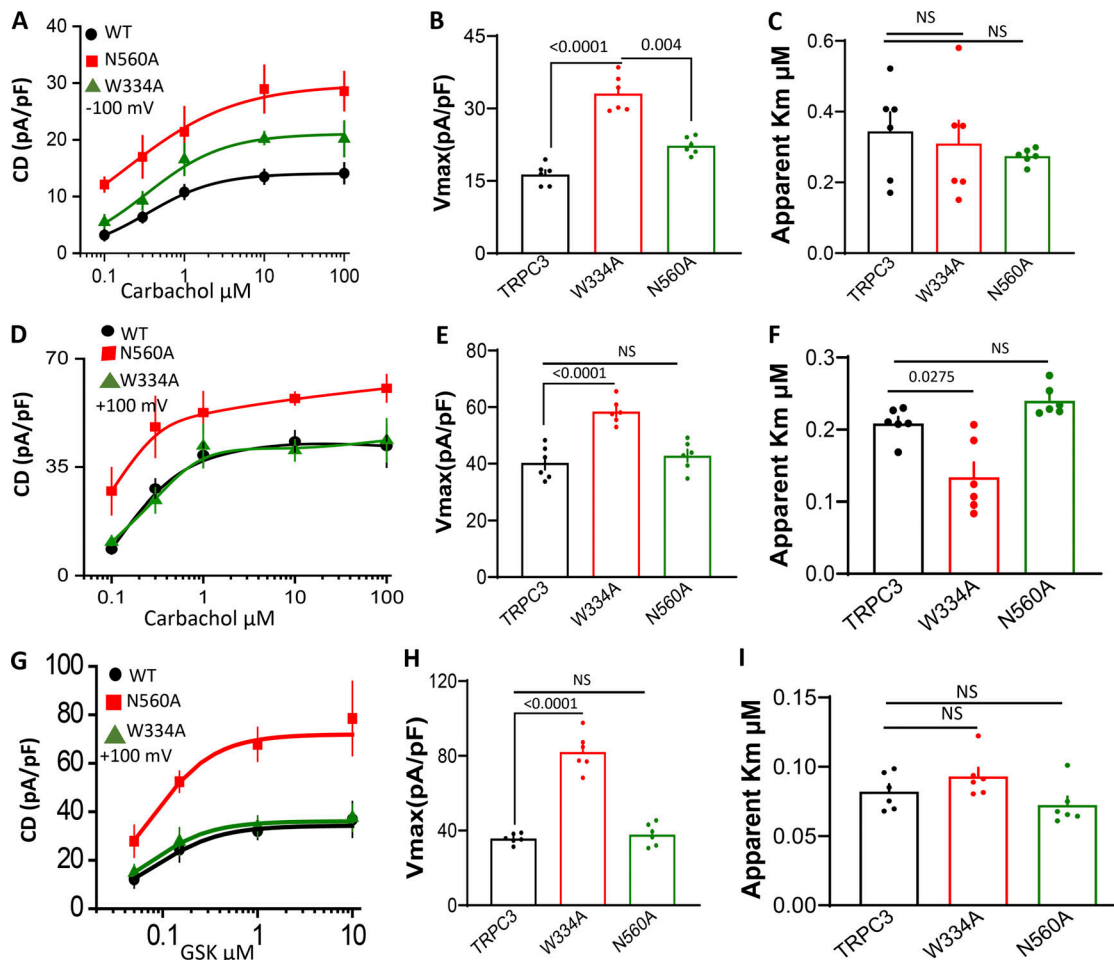 A
WT
N560A
W334A
-100 mV
CD (pA/pF)
40
30
20
10
0
0.1
1
10
100
Carbachol μM
B
<0.0001
0.004
Vmax(pA/pF)
45
30
15
0
TRPC3
W334A
N560A
C
NS
NS
Apparent Km μM
0.6
0.4
0.2
0.0
TRPC3
W334A
N560A
D
WT
N560A
W334A
+100 mV
CD (pA/pF)
70
35
0
0.1
1
10
100
Carbachol μM
E
NS
<0.0001
Vmax(pA/pF)
80
60
40
20
0
TRPC3
W334A
N560A
F
NS
0.0275
Apparent Km μM
0.3
0.2
0.1
0.0
TRPC3
W334A
N560A
G
WT
N560A
W334A
+100 mV
CD (pA/pF)
100
80
60
40
20
0
0.1
1
10
GSK μM
H
NS
<0.0001
Vmax(pA/pF)
120
80
40
0
TRPC3
W334A
N560A
I
NS
NS
Apparent Km μM
0.15
0.10
0.05
0.00
TRPC3
W334A
N560A